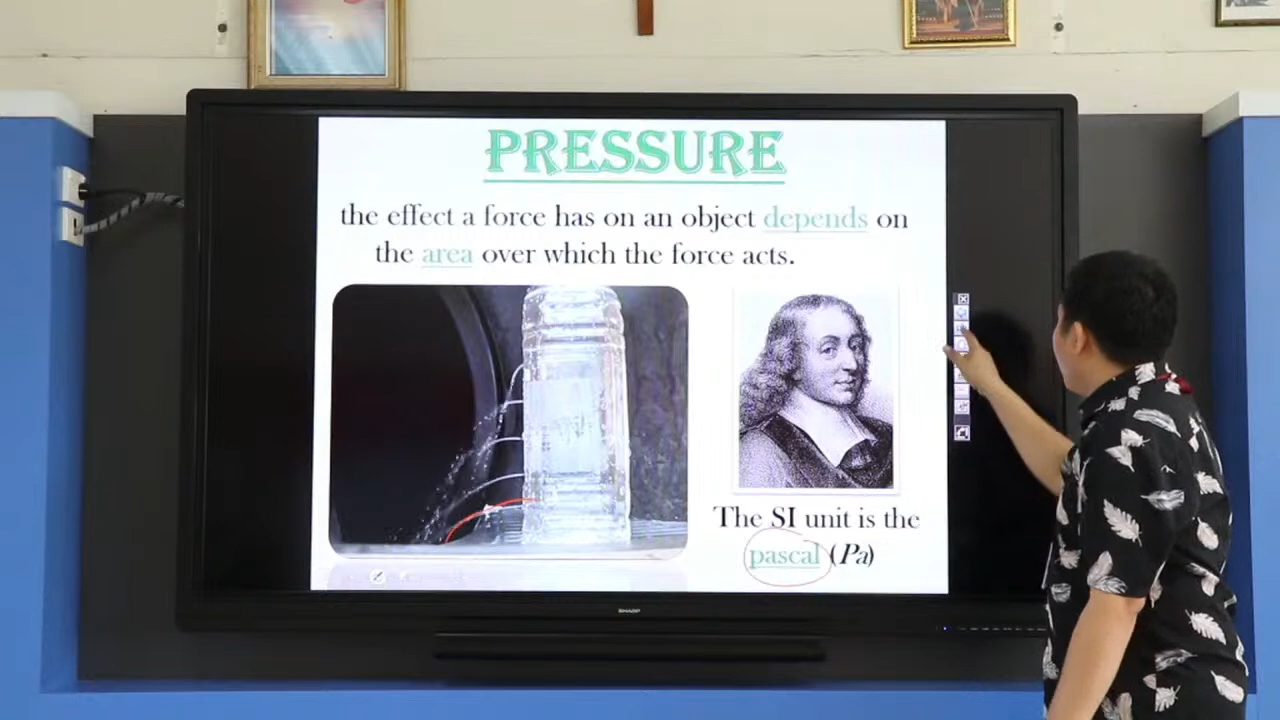 PRESSURE
the effect a force has on an object depends on
the area over which the force acts.
The SI unit is the
pascal (Pa)
SHARP